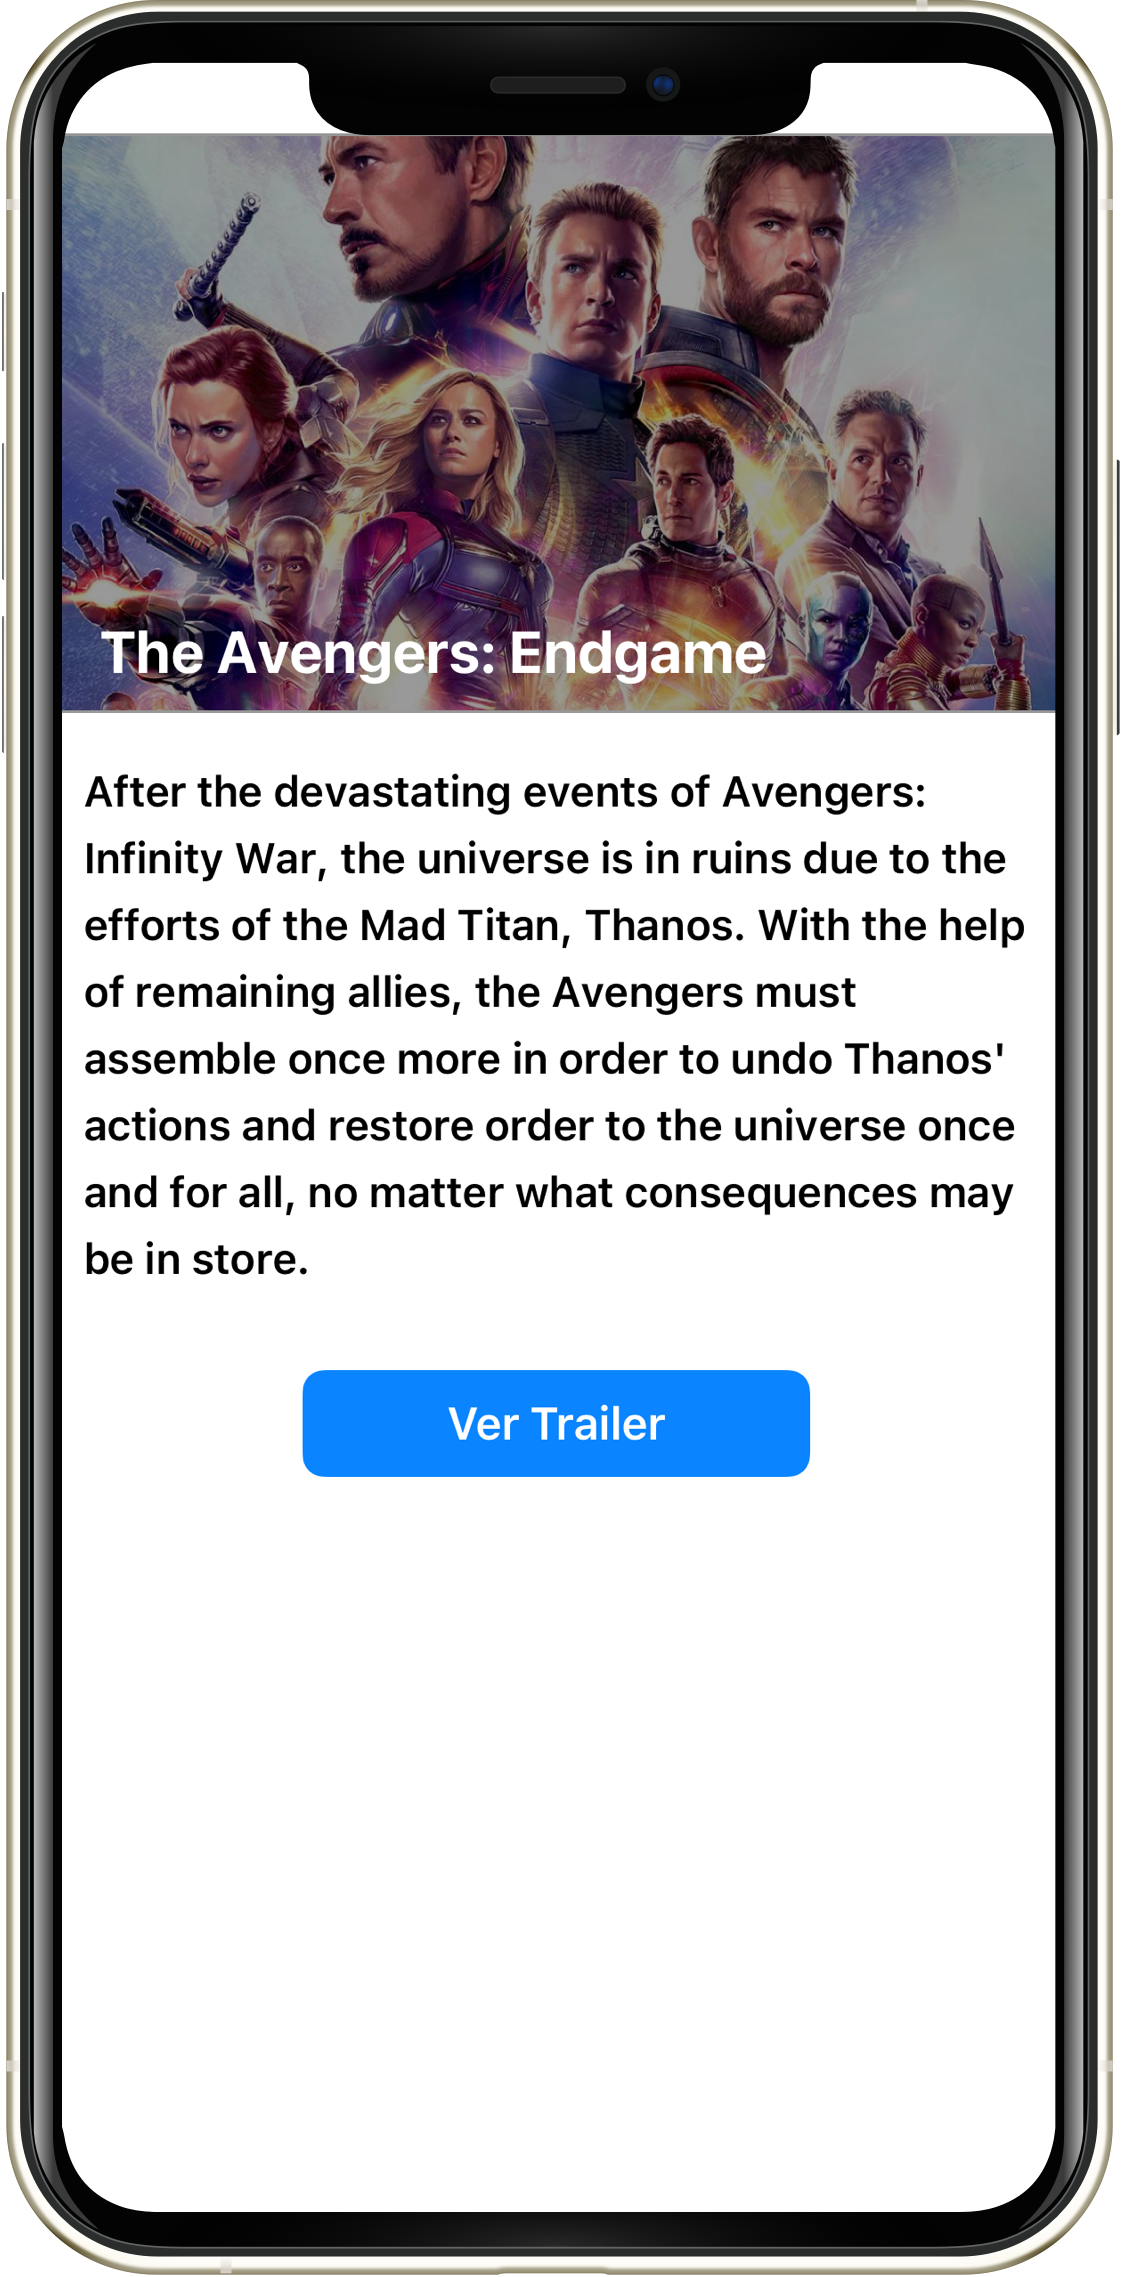 The Avengers: Endgame
After the devastating events of Avengers:
Infinity War, the universe is in ruins due to the
efforts of the Mad Titan, Thanos. With the help
of remaining allies, the Avengers must
assemble once more in order to undo Thanos'
actions and restore order to the universe once
and for all, no matter what consequences may
be in store.
Ver Trailer